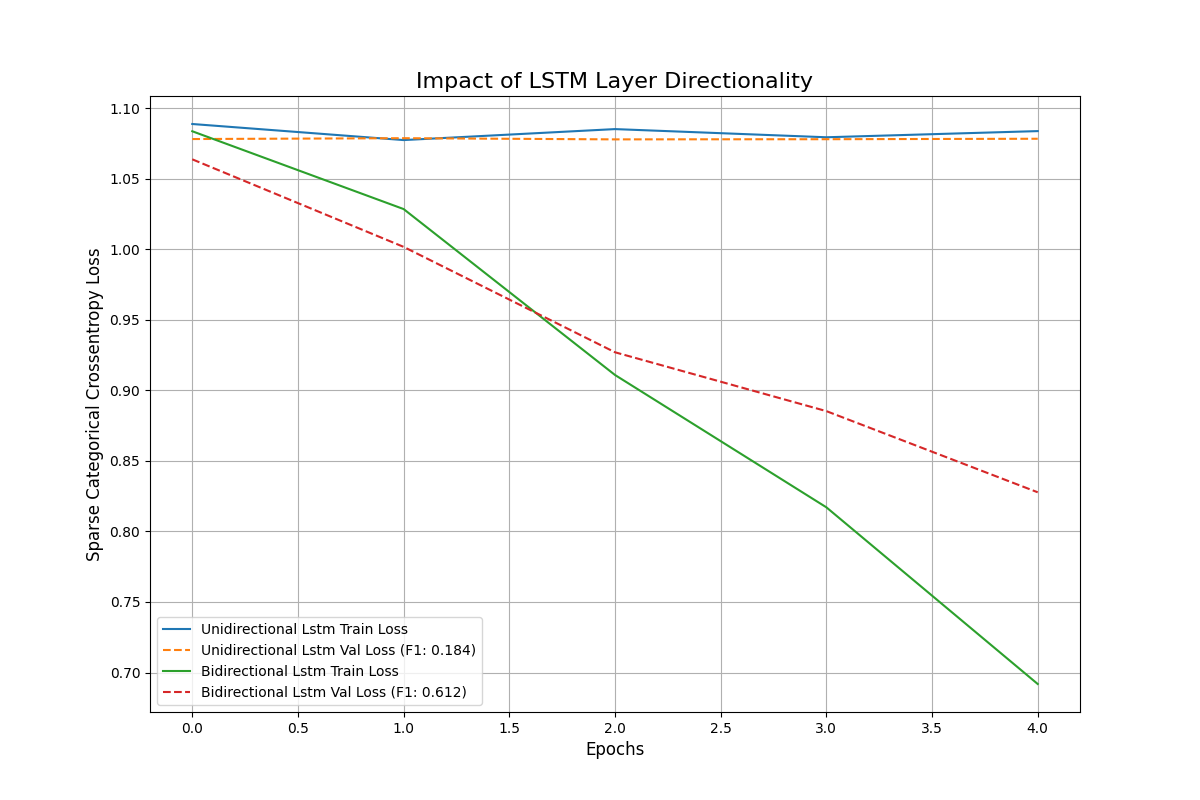 Impact of LSTM Layer Directionality
Sparse Categorical Crossentropy Loss
1.10
1.05
1.00
0.95
0.90
0.85
0.80
0.75
0.70
Unidirectional Lstm Train Loss
Unidirectional Lstm Val Loss (F1: 0.184)
Bidirectional Lstm Train Loss
Bidirectional Lstm Val Loss (F1: 0.612)
0.0 0.5 1.0 1.5 2.0 2.5 3.0 3.5 4.0
Epochs